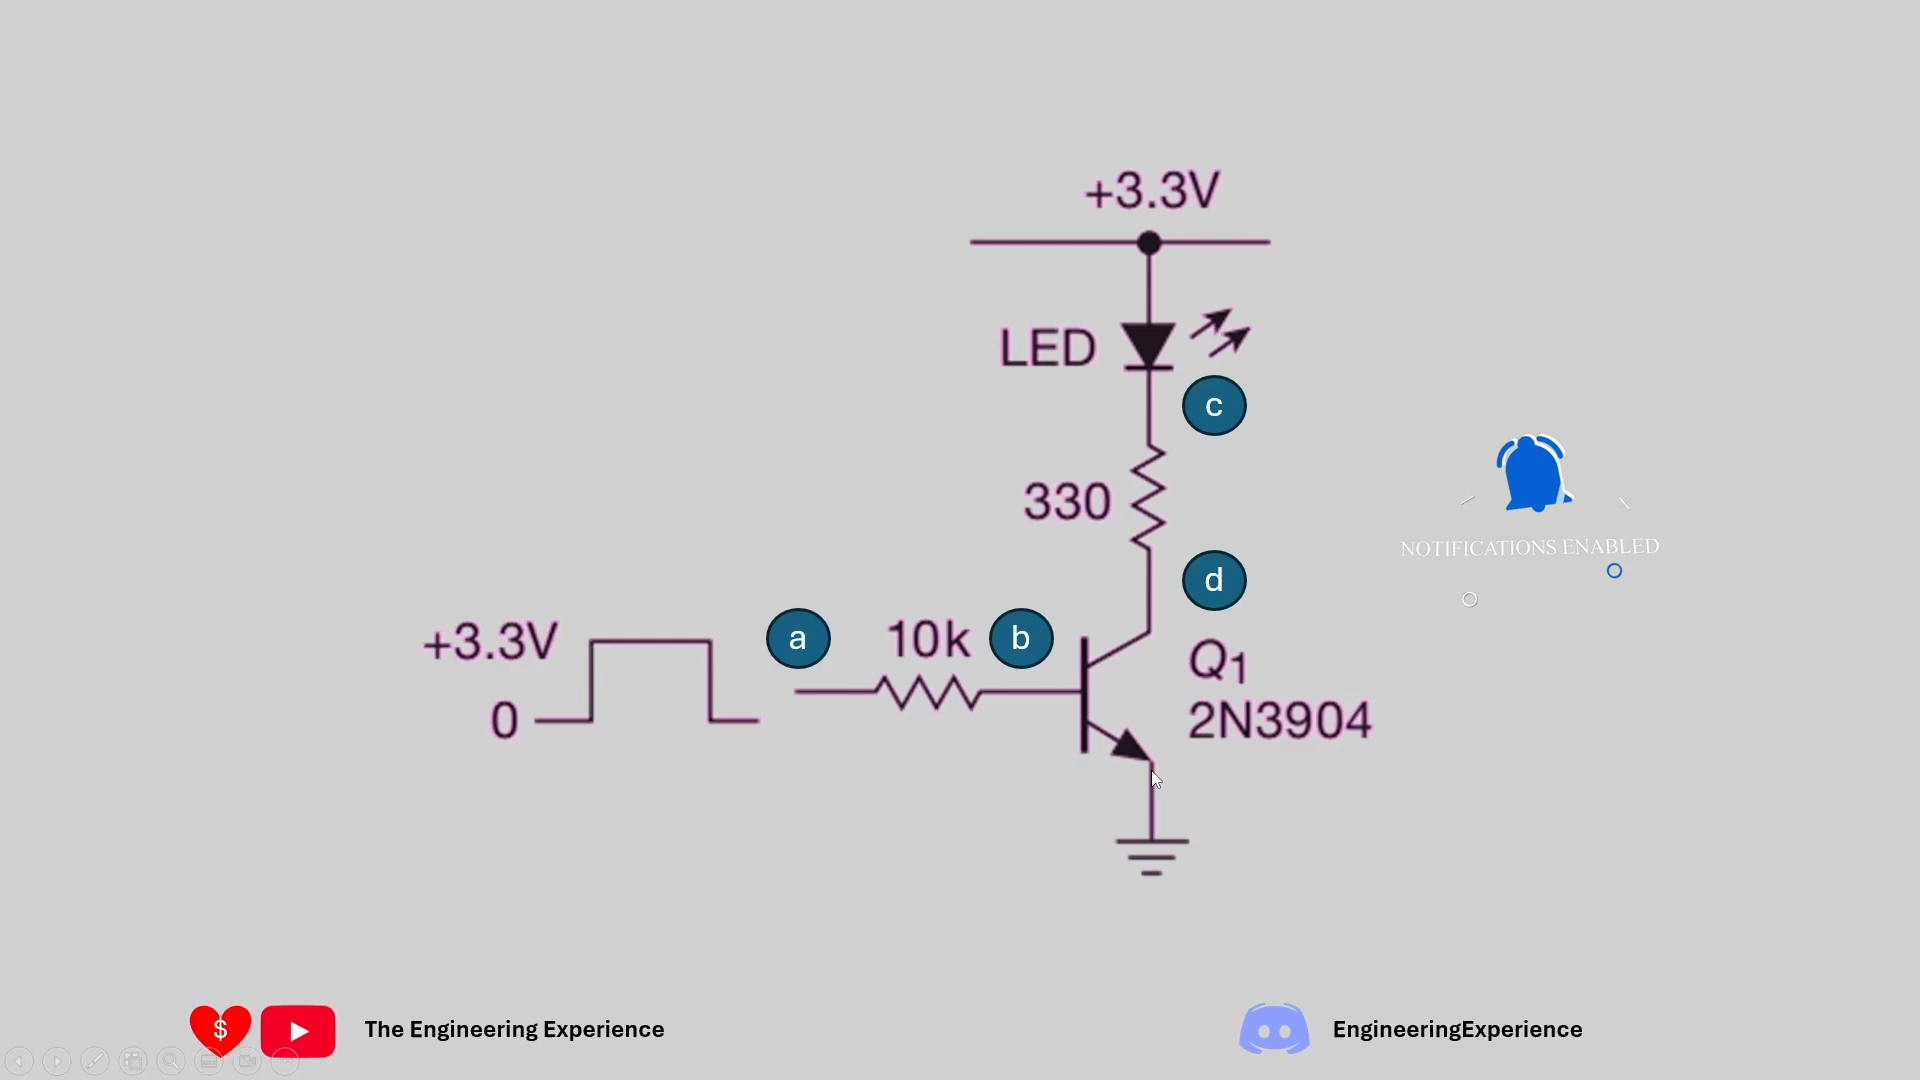 +3.3V
LED
c
330
d
+3.3V
0
a
10k
b
Q1
2N3904
NOTIFICATIONS ENABLED
$
The Engineering Experience
EngineeringExperience